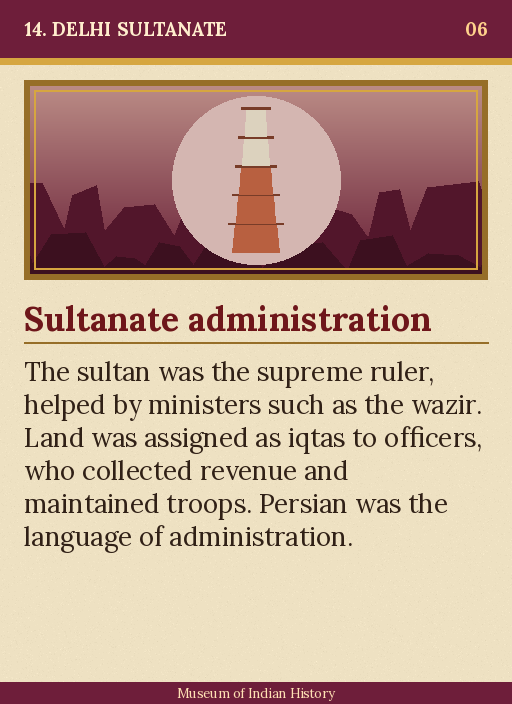 14. DELHI SULTANATE
06
Sultanate administration
The sultan was the supreme ruler,
helped by ministers such as the wazir.
Land was assigned as iqtas to officers,
who collected revenue and
maintained troops. Persian was the
language of administration.
Museum of Indian History